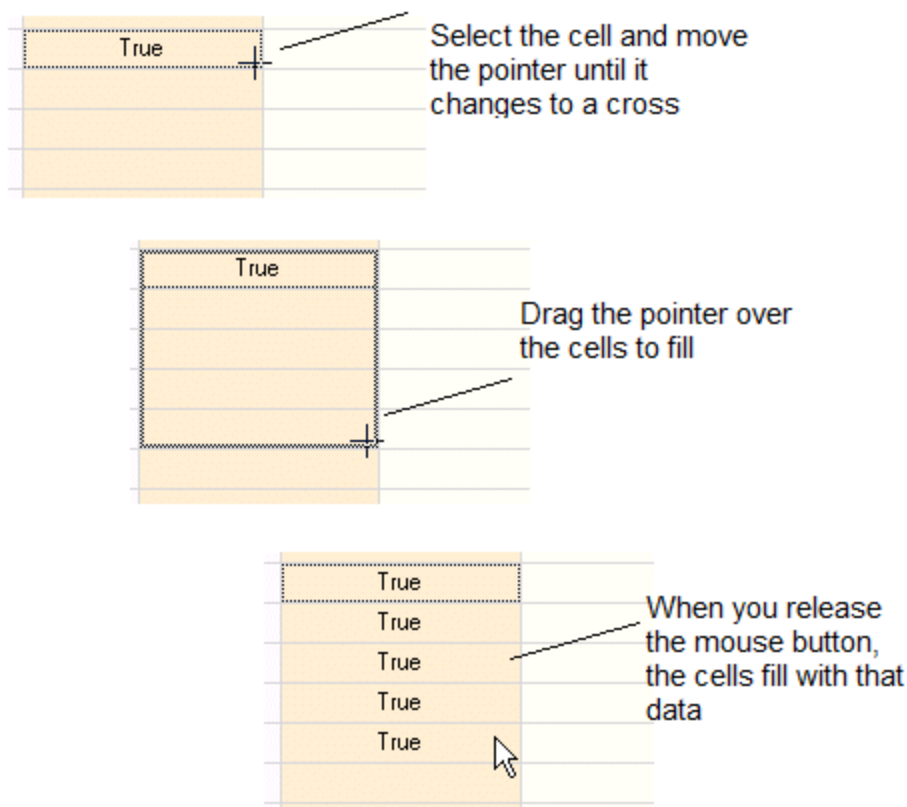 True
Select the cell and move
the pointer until it
changes to a cross
True
Drag the pointer over
the cells to fill
True
True
True
True
True
When you release
the mouse button,
the cells fill with that
data